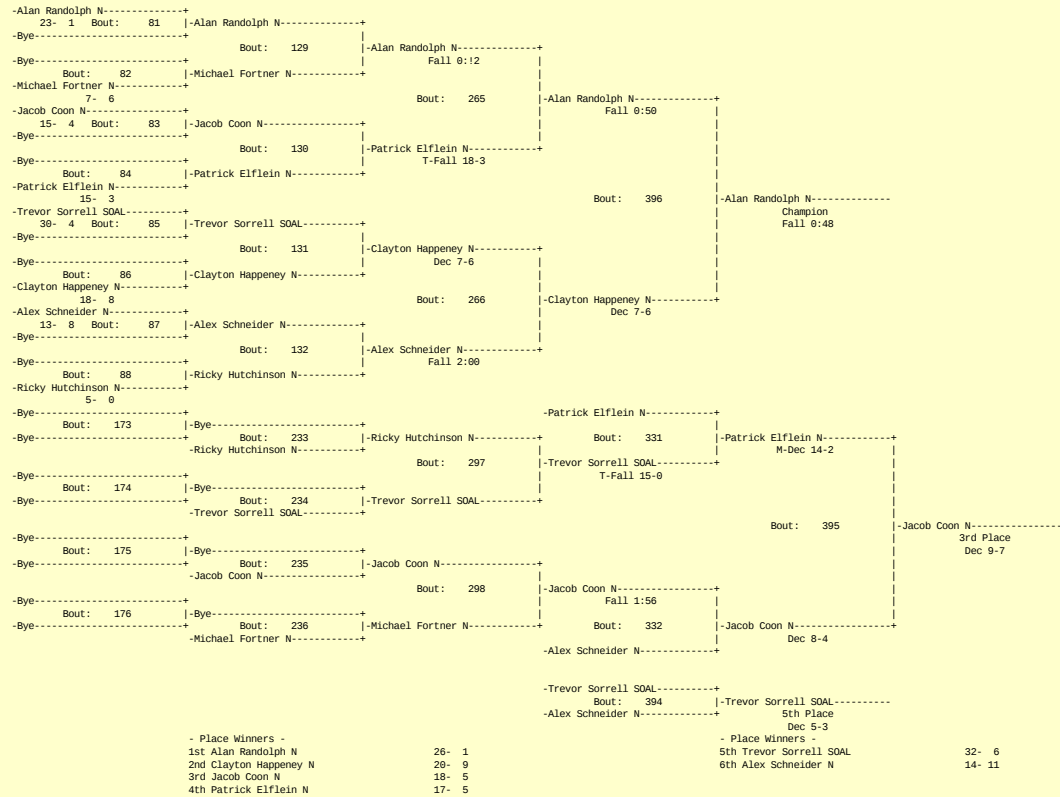 -Alan Randolph N-------------+
23- 1 Bout: 81 |-Alan Randolph N-------------+
-Bye------------------------+ |
Bout: 129 |-Alan Randolph N-------------+
-Bye------------------------+ | Fall 0:!2 |
Bout: 82 |-Michael Fortner N-----------+ |
-Michael Fortner N-----------+ |
7- 6 Bout: 265 |-Alan Randolph N-------------+
-Jacob Coon N----------------+ | Fall 0:50 |
15- 4 Bout: 83 |-Jacob Coon N----------------+ | |
-Bye------------------------+ | | |
Bout: 130 |-Patrick Elflein N-----------+ |
-Bye------------------------+ | T-Fall 18-3 |
Bout: 84 |-Patrick Elflein N-----------+ |
-Patrick Elflein N-----------+ |
15- 3 Bout: 396 |-Alan Randolph N-------------
-Trevor Sorrell SOAL---------+ | Champion
30- 4 Bout: 85 |-Trevor Sorrell SOAL---------+ | Fall 0:48
-Bye------------------------+ | |
Bout: 131 |-Clayton Happeney N----------+ |
-Bye------------------------+ | Dec 7-6 | |
Bout: 86 |-Clayton Happeney N----------+ | |
-Clayton Happeney N----------+ | |
18- 8 Bout: 266 |-Clayton Happeney N----------+
-Alex Schneider N------------+ | Dec 7-6
13- 8 Bout: 87 |-Alex Schneider N------------+ |
-Bye------------------------+ | |
Bout: 132 |-Alex Schneider N------------+
-Bye------------------------+ | Fall 2:00
Bout: 88 |-Ricky Hutchinson N----------+
-Ricky Hutchinson N----------+
5- 0
-Bye------------------------+ -Patrick Elflein N-----------+
Bout: 173 |-Bye------------------------+ |
-Bye------------------------+ Bout: 233 |-Ricky Hutchinson N----------+ Bout: 331 |-Patrick Elflein N-----------+
-Ricky Hutchinson N----------+ | | M-Dec 14-2 |
Bout: 297 |-Trevor Sorrell SOAL---------+ |
-Bye------------------------+ | T-Fall 15-0 |
Bout: 174 |-Bye------------------------+ | |
-Bye------------------------+ Bout: 234 |-Trevor Sorrell SOAL---------+ |
-Trevor Sorrell SOAL---------+ |
Bout: 395 |-Jacob Coon N---------------
-Bye------------------------+ | 3rd Place
Bout: 175 |-Bye------------------------+ | Dec 9-7
-Bye------------------------+ Bout: 235 |-Jacob Coon N----------------+ |
-Jacob Coon N----------------+ | |
Bout: 298 |-Jacob Coon N----------------+ |
-Bye------------------------+ | Fall 1:56 | |
Bout: 176 |-Bye------------------------+ | | |
-Bye------------------------+ Bout: 236 |-Michael Fortner N-----------+ Bout: 332 |-Jacob Coon N----------------+
-Michael Fortner N-----------+ | Dec 8-4
-Alex Schneider N------------+
-Trevor Sorrell SOAL---------+
Bout: 394 |-Trevor Sorrell SOAL---------
-Alex Schneider N------------+ 5th Place
Dec 5-3
- Place Winners - - Place Winners -
1st Alan Randolph N 26- 1 5th Trevor Sorrell SOAL 32- 6
2nd Clayton Happeney N 20- 9 6th Alex Schneider N 14- 11
3rd Jacob Coon N 18- 5
4th Patrick Elflein N 17- 5